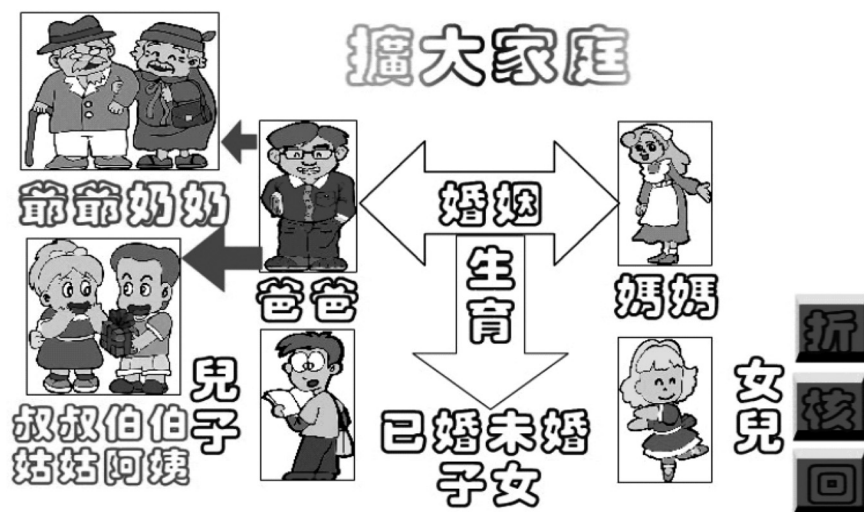 擴大家庭
爺爺奶奶
婚姻
爸爸
生育
媽媽
兒子
女兒
叔叔伯伯
姑姑阿姨
已婚未婚
子女
折
核
回